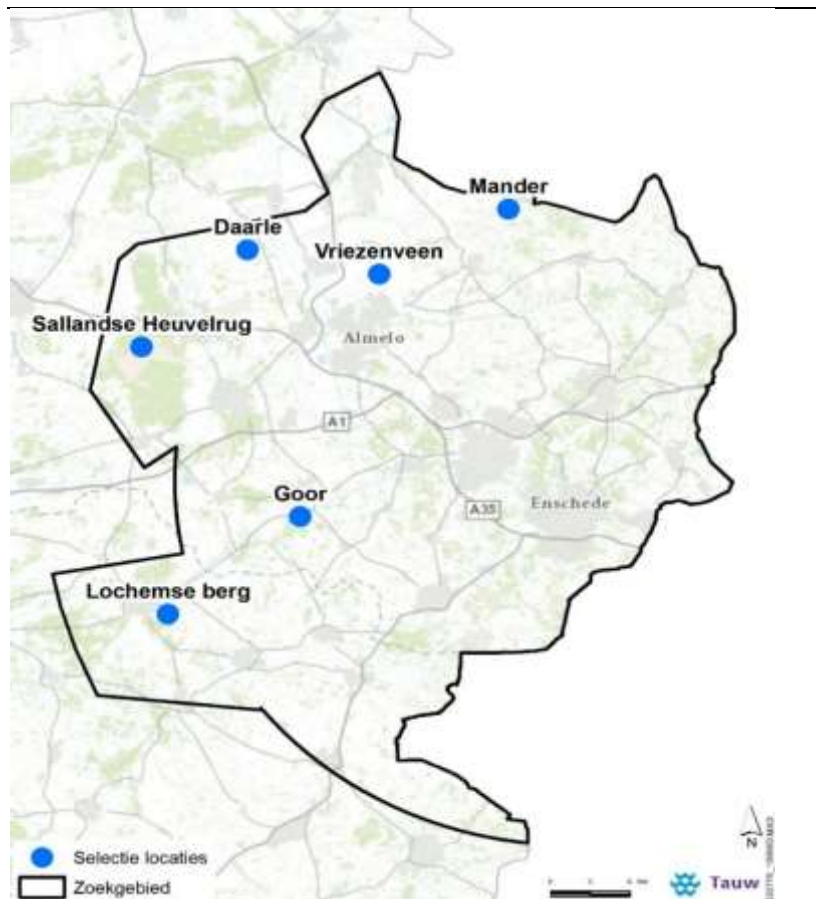 Mander
Daarle
Vriezenveen
Sallandse Heuvelrug
Almelo
A1
Goor
A35
Enschede
Lochemse berg
Selectie locaties
Zoekgebied
N
Tauw